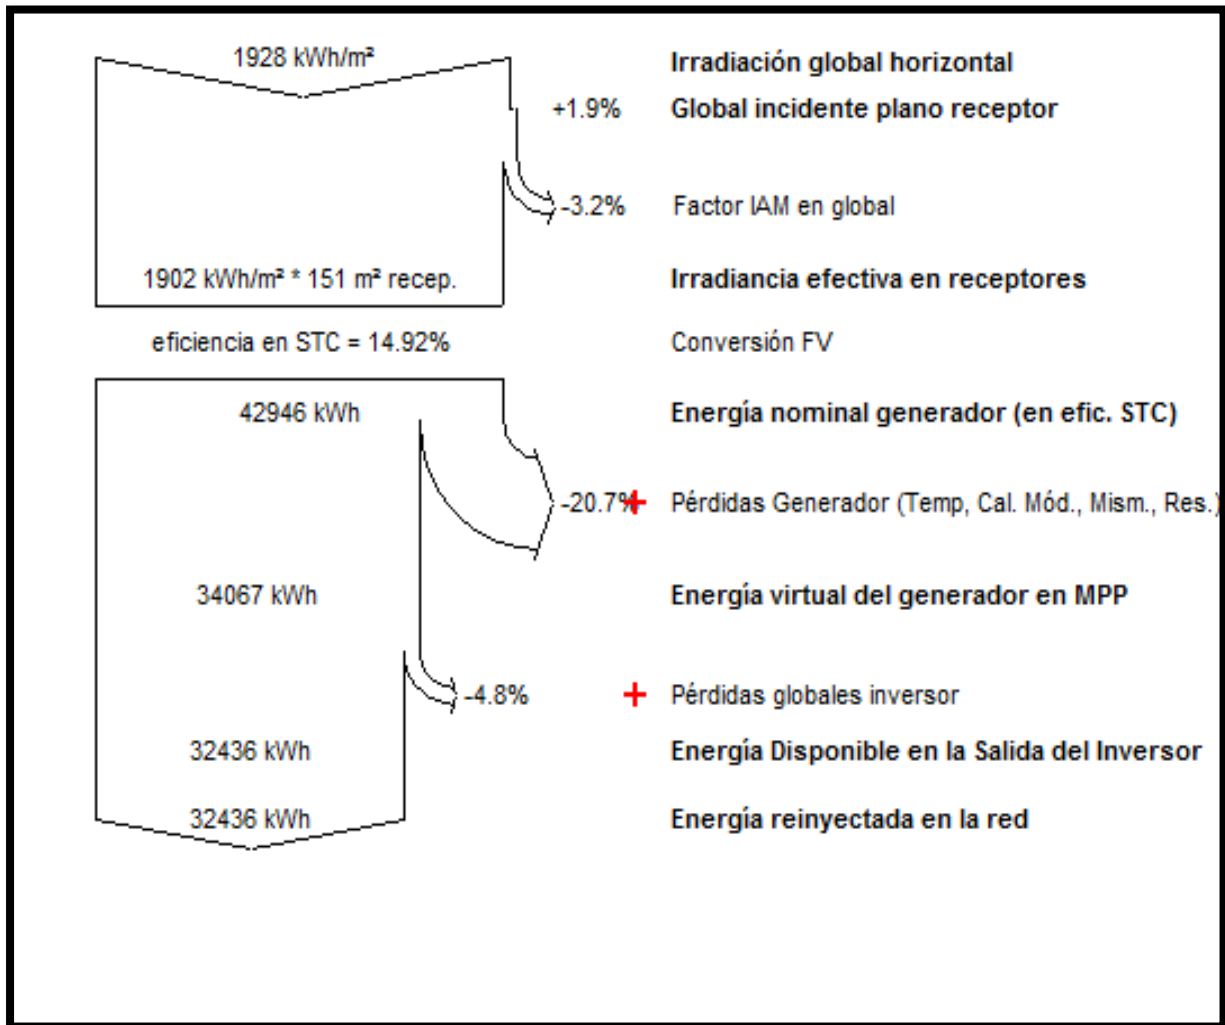 1928 kWh/m² Irradiación global horizontal
+1.9% Global incidente plano receptor
-3.2% Factor IAM en global
1902 kWh/m² * 151 m² recep. Irradiancia efectiva en receptores
eficiencia en STC = 14.92% Conversión FV
42946 kWh Energía nominal generador (en efic. STC)
-20.7% + Pérdidas Generador (Temp, Cal. Mód., Mism., Res.)
34067 kWh Energía virtual del generador en MPP
-4.8% + Pérdidas globales inversor
32436 kWh Energía Disponible en la Salida del Inversor
32436 kWh Energía reinyectada en la red